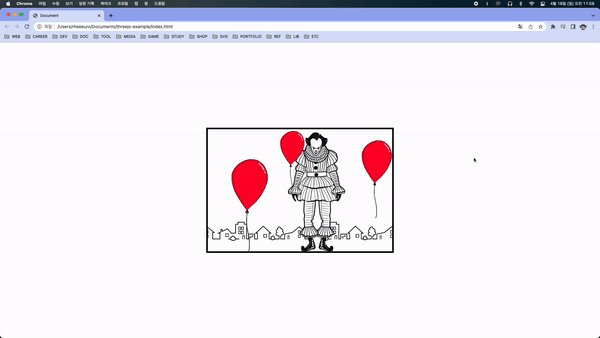 Chrome 파일 수정 보기 방문 기록 북마크 프로필 탭 창 도움말 4월 16일 (일) 오전 11:58
Document
파일 /Users/rheeeuro/Documents/threejs-example/index.html
WEB CAREER DEV DOC TOOL MEDIA GAME STUDY SHOP SVG PORTFOLIO REF LIB ETC